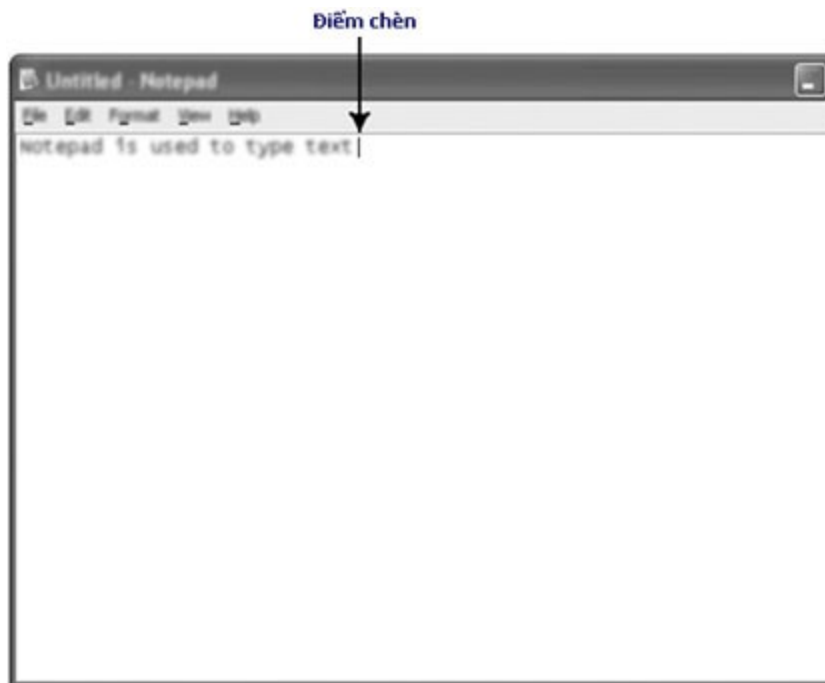 Điểm chèn
Untitled - Notepad
File Edit Format View Help
Notepad is used to type text